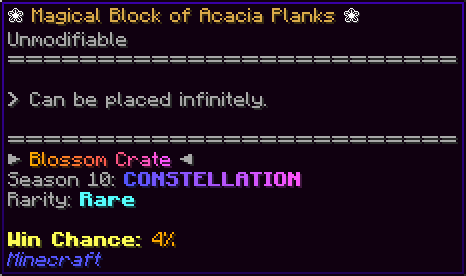 ❀ Magical Block of Acacia Planks ❀
Unmodifiable
==============================
> Can be placed infinitely.
==============================
► Blossom Crate ◄
Season 10: CONSTELLATION
Rarity: Rare
Win Chance: 4%
Minecraft